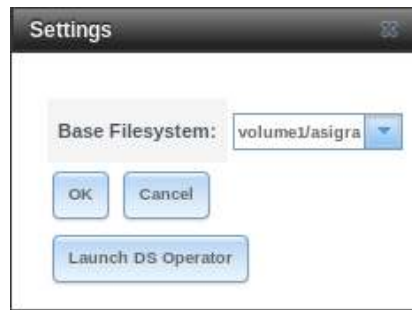 Settings
Base Filesystem: volume1/asigra
OK Cancel
Launch DS Operator